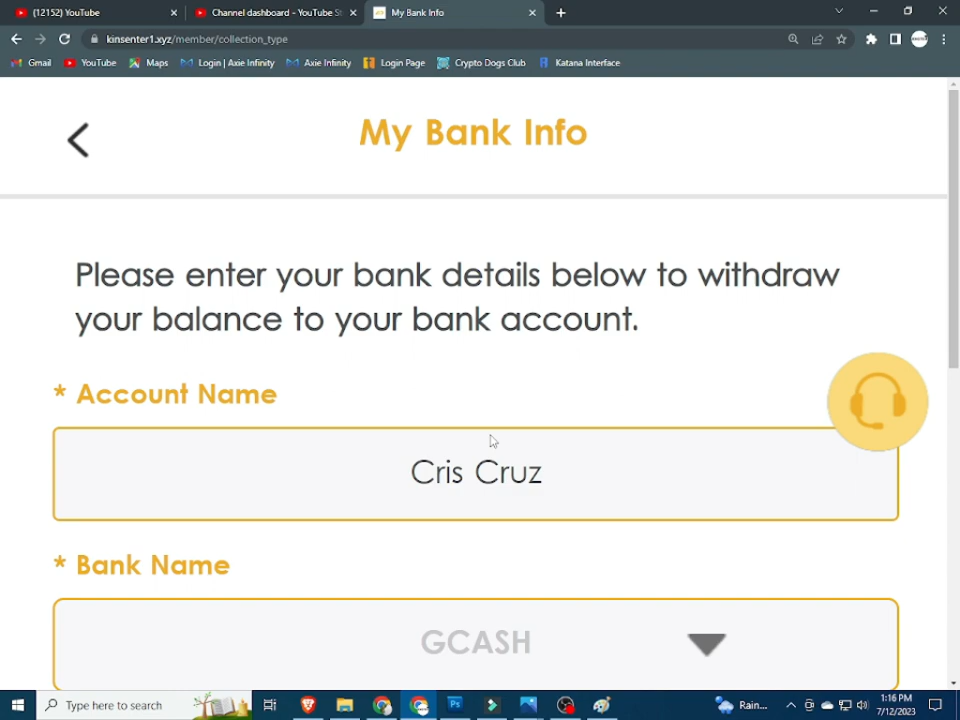 (12152) YouTube
Channel dashboard - YouTube St
My Bank Info
kinsenter1.xyz/member/collection_type
Gmail
YouTube
Maps
Login | Axie Infinity
Axie Infinity
Login Page
Crypto Dogs Club
Katana Interface
My Bank Info
Please enter your bank details below to withdraw
your balance to your bank account.
* Account Name
Cris Cruz
* Bank Name
GCASH
Type here to search
Ps
Rain...
1:16 PM
7/12/2023